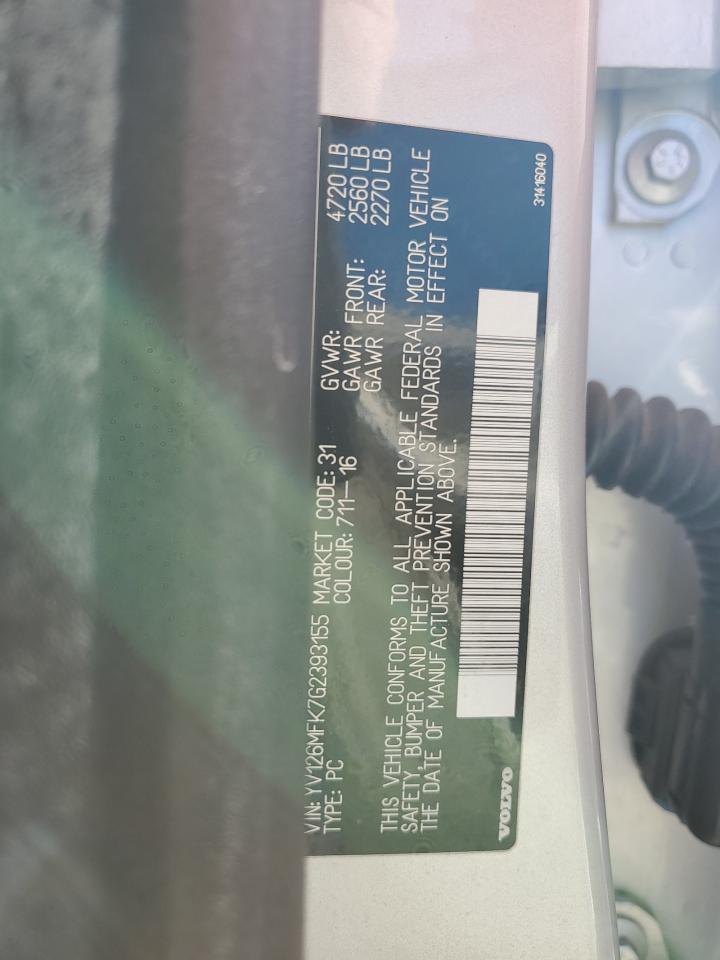 VIN: YV126MFK7G2393155 MARKET CODE: 31 GVWR: 4720 LB
TYPE: PC COLOUR: 711—16 GAWR FRONT: 2560 LB
GAWR REAR: 2270 LB
THIS VEHICLE CONFORMS TO ALL APPLICABLE FEDERAL MOTOR VEHICLE
SAFETY, BUMPER AND THEFT PREVENTION STANDARDS IN EFFECT ON
THE DATE OF MANUFACTURE SHOWN ABOVE.
VOLVO
31416040